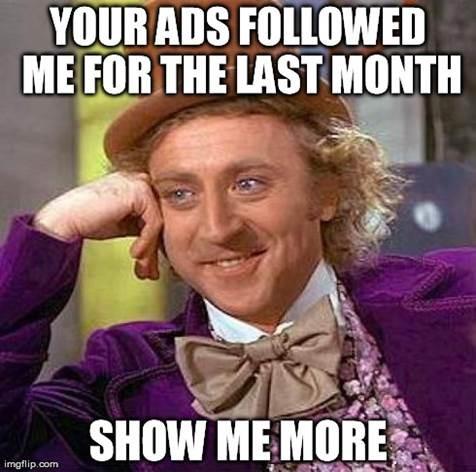 YOUR ADS FOLLOWED
ME FOR THE LAST MONTH
SHOW ME MORE
imgflip.com